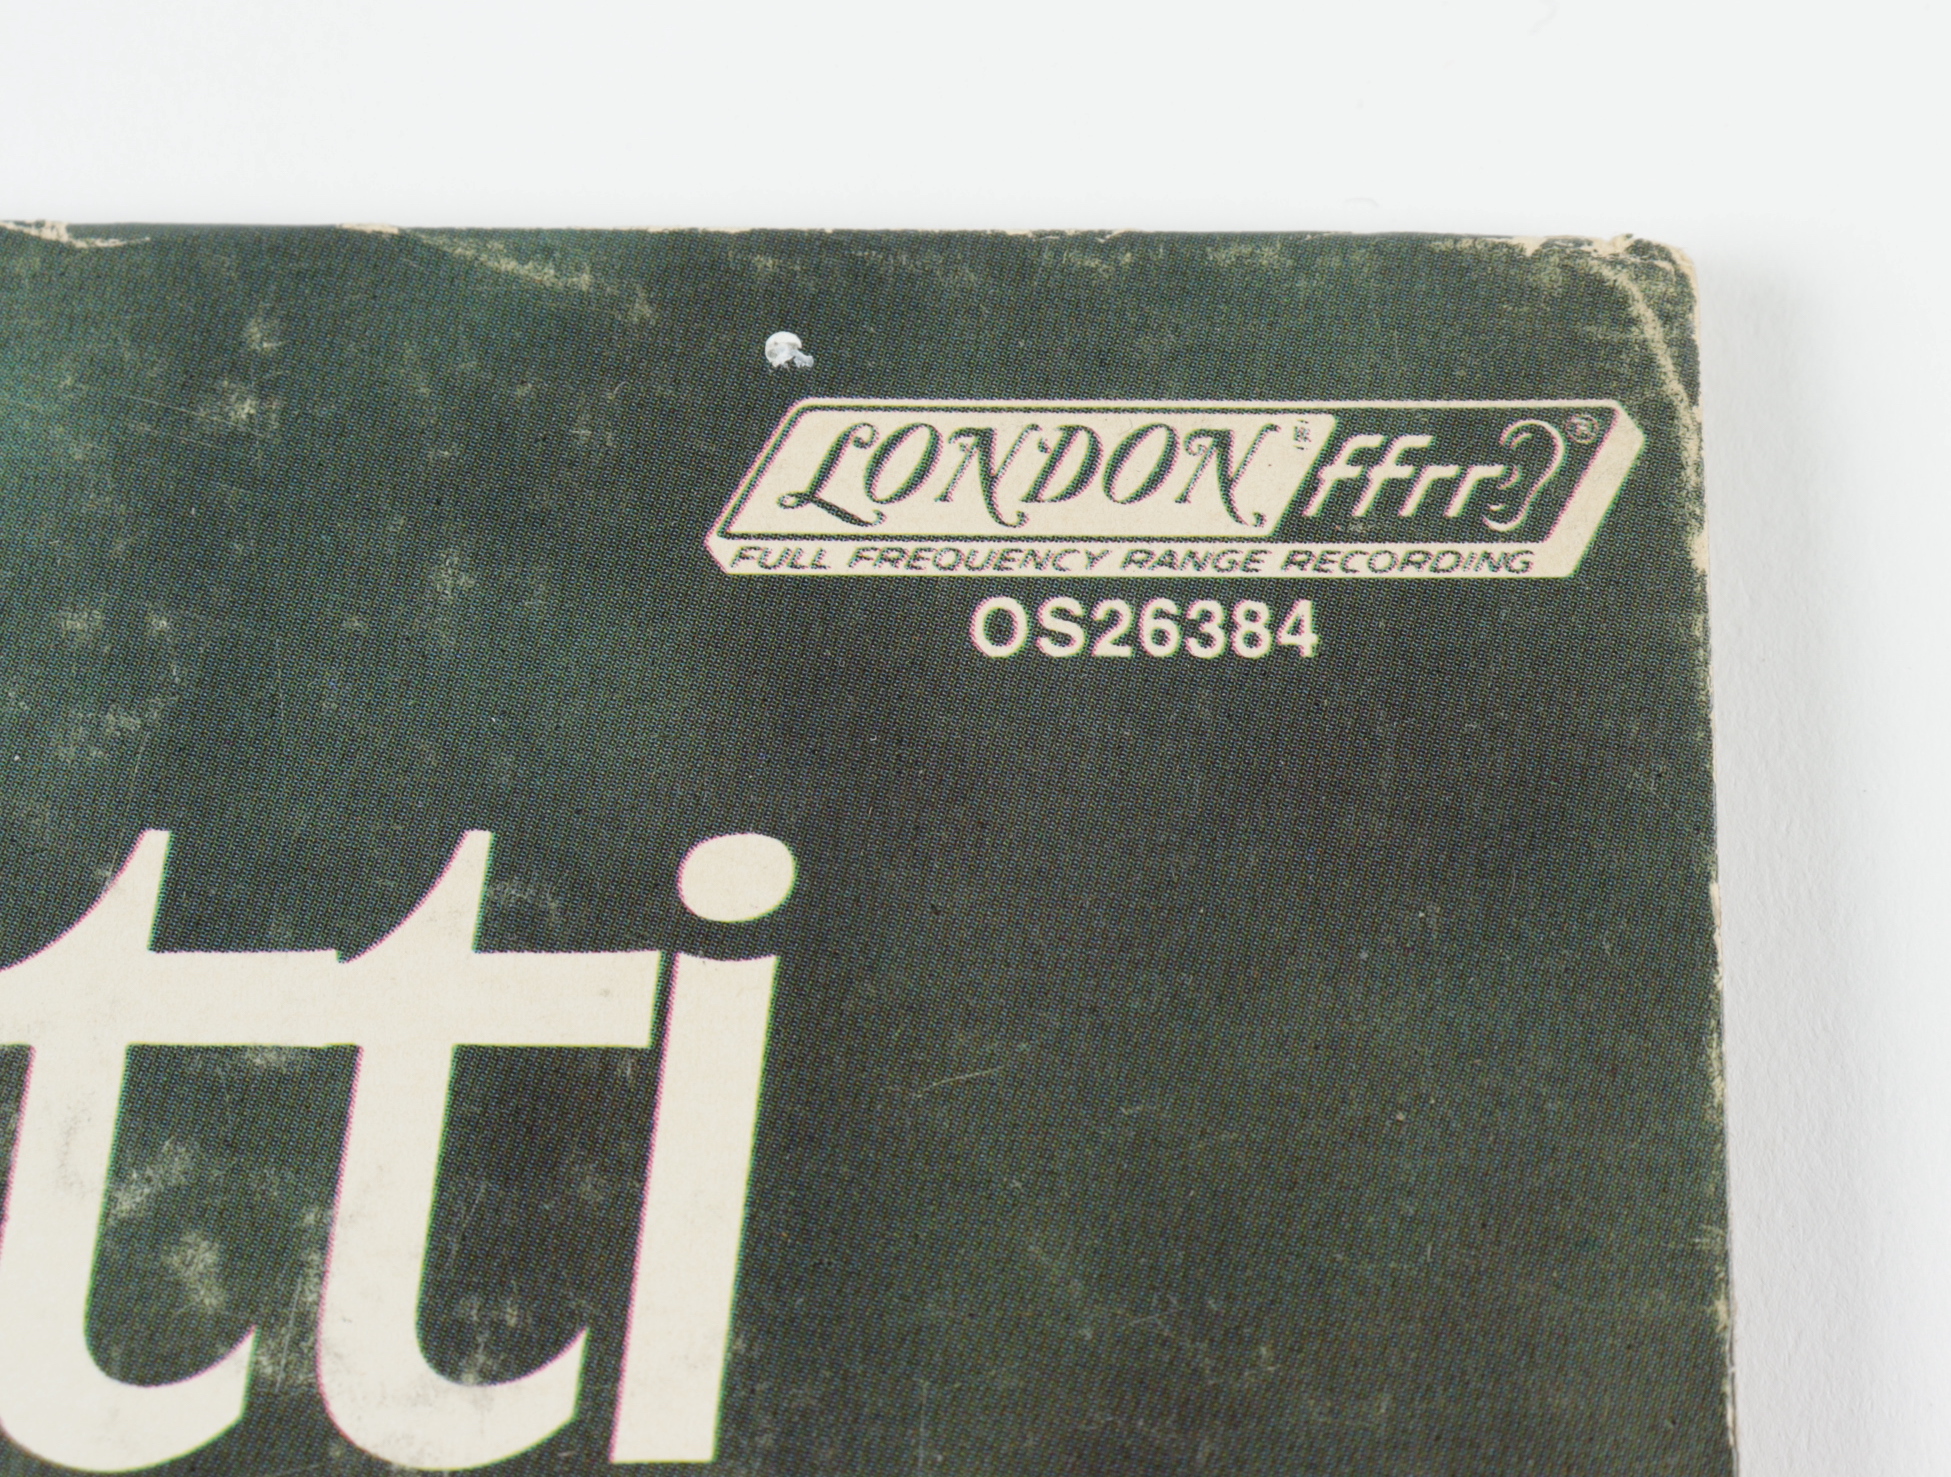 LONDON ffrr
FULL FREQUENCY RANGE RECORDING
OS26384
tti